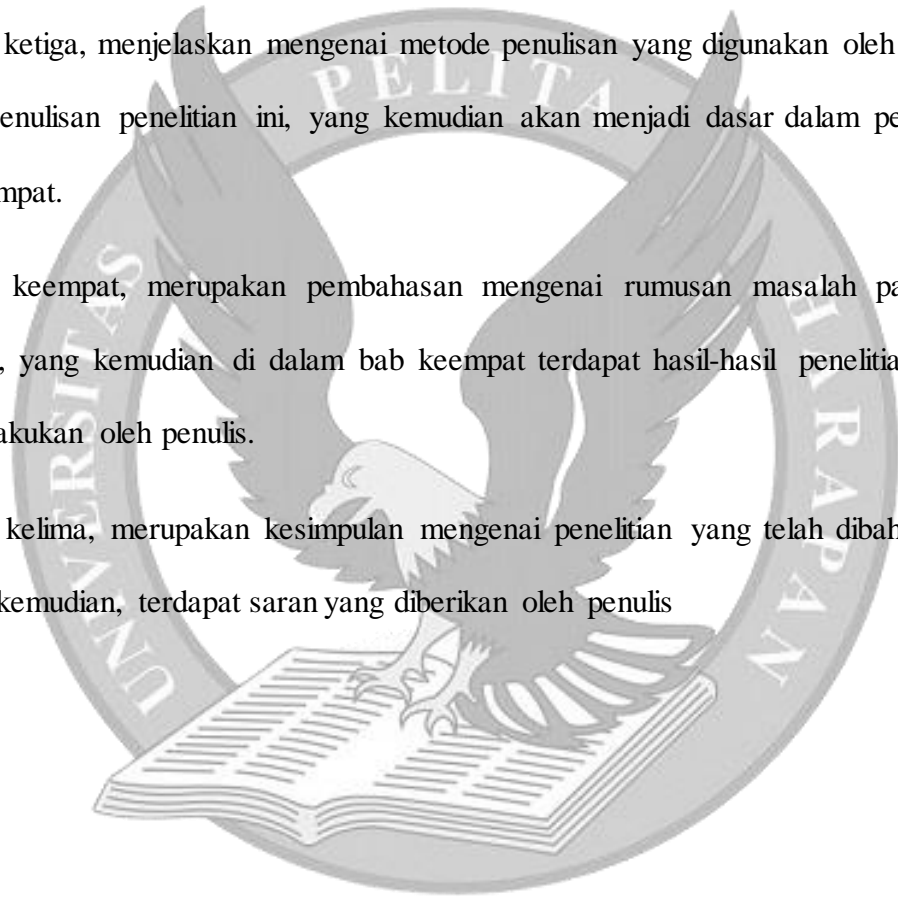 ketiga, menjelaskan mengenai metode penulisan yang digunakan oleh
enulisan penelitian ini, yang kemudian akan menjadi dasar dalam pe
mpat.
keempat, merupakan pembahasan mengenai rumusan masalah pa
, yang kemudian di dalam bab keempat terdapat hasil-hasil penelitia
akukan oleh penulis.
kelima, merupakan kesimpulan mengenai penelitian yang telah dibah
kemudian, terdapat saran yang diberikan oleh penulis
UNIVERSITAS PELITA HARAPAN